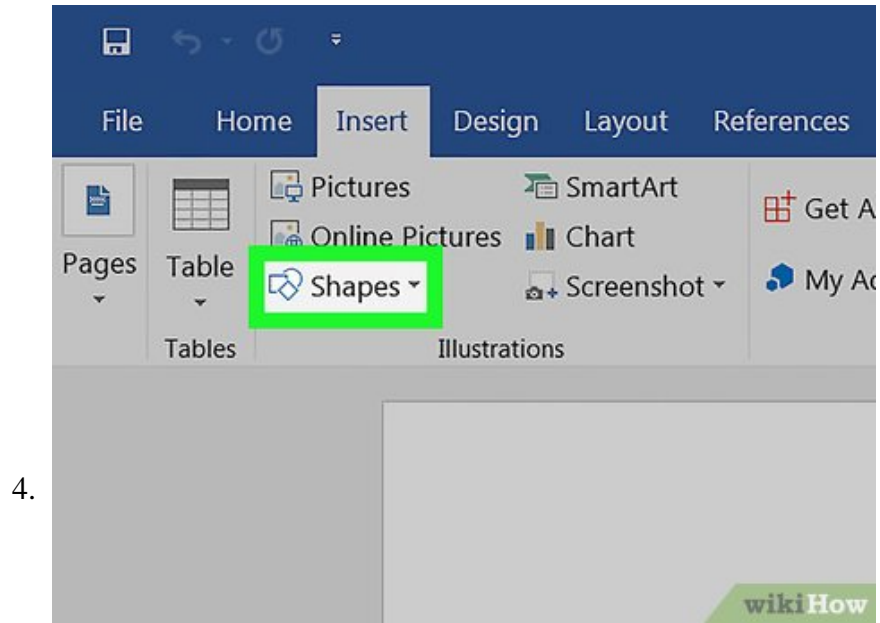 File Home Insert Design Layout References
Pictures SmartArt
Get A
Online Pictures Chart
Pages Table
Shapes Screenshot My Ad
Tables Illustrations
4.
wikiHow